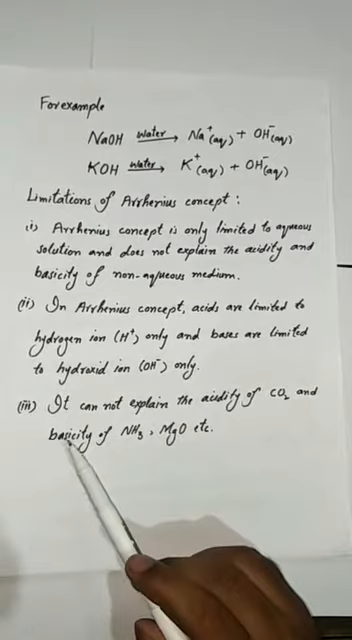 For example
NaOH water→ Na⁺(aq) + OH⁻(aq)
KOH water→ K⁺(aq) + OH⁻(aq)
Limitations of Arrhenius concept :
(i) Arrhenius concept is only limited to aqueous
solution and does not explain the acidity and
basicity of non-aqueous medium.
(ii) In Arrhenius concept, acids are limited to
hydrogen ion (H⁺) only and bases are limited
to hydroxid ion (OH⁻) only.
(iii) It can not explain the acidity of CO₂ and
basicity of NH₃, MgO etc.